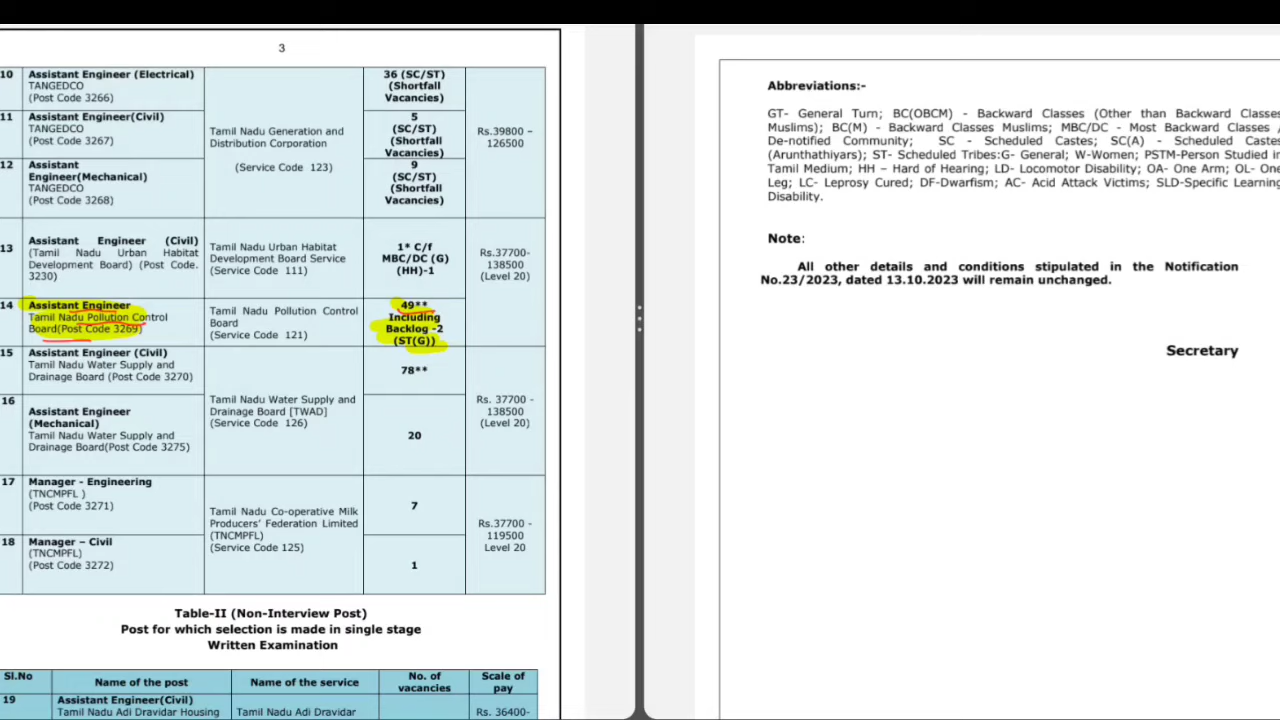 3
10 Assistant Engineer (Electrical)
TANGEDCO
(Post Code 3266)
36 (SC/ST)
(Shortfall
Vacancies)
11 Assistant Engineer(Civil)
TANGEDCO
(Post Code 3267)
5
(SC/ST)
(Shortfall
Vacancies)
12 Assistant
Engineer(Mechanical)
TANGEDCO
(Post Code 3268)
9
(SC/ST)
(Shortfall
Vacancies)
Tamil Nadu Generation and
Distribution Corporation
(Service Code 123)
Rs.39800 –
126500
13 Assistant Engineer (Civil)
(Tamil Nadu Urban Habitat
Development Board) (Post Code.
3230)
Tamil Nadu Urban Habitat
Development Board Service
(Service Code 111)
1* C/f
MBC/DC (G)
(HH)-1
Rs.37700-
138500
(Level 20)
14 Assistant Engineer
Tamil Nadu Pollution Control
Board(Post Code 3269)
Tamil Nadu Pollution Control
Board
(Service Code 121)
49**
Including
Backlog -2
(ST(G))
15 Assistant Engineer (Civil)
Tamil Nadu Water Supply and
Drainage Board (Post Code 3270)
78**
16 Assistant Engineer
(Mechanical)
Tamil Nadu Water Supply and
Drainage Board(Post Code 3275)
Tamil Nadu Water Supply and
Drainage Board [TWAD]
(Service Code 126)
20
Rs. 37700 -
138500
(Level 20)
17 Manager - Engineering
(TNCMPFL )
(Post Code 3271)
7
18 Manager – Civil
(TNCMPFL)
(Post Code 3272)
Tamil Nadu Co-operative Milk
Producers' Federation Limited
(TNCMPFL)
(Service Code 125)
1
Rs.37700 -
119500
Level 20
Table-II (Non-Interview Post)
Post for which selection is made in single stage
Written Examination
Sl.No Name of the post Name of the service No. of vacancies Scale of pay
19 Assistant Engineer(Civil)
Tamil Nadu Adi Dravidar Housing Tamil Nadu Adi Dravidar Rs. 36400-
Abbreviations:-
GT- General Turn; BC(OBCM) - Backward Classes (Other than Backward Classes
Muslims); BC(M) - Backward Classes Muslims; MBC/DC - Most Backward Classes /
De-notified Community; SC - Scheduled Castes; SC(A) - Scheduled Castes
(Arunthathiyars); ST- Scheduled Tribes:G- General; W-Women; PSTM-Person Studied in
Tamil Medium; HH – Hard of Hearing; LD- Locomotor Disability; OA- One Arm; OL- One
Leg; LC- Leprosy Cured; DF-Dwarfism; AC- Acid Attack Victims; SLD-Specific Learning
Disability.
Note:
All other details and conditions stipulated in the Notification
No.23/2023, dated 13.10.2023 will remain unchanged.
Secretary